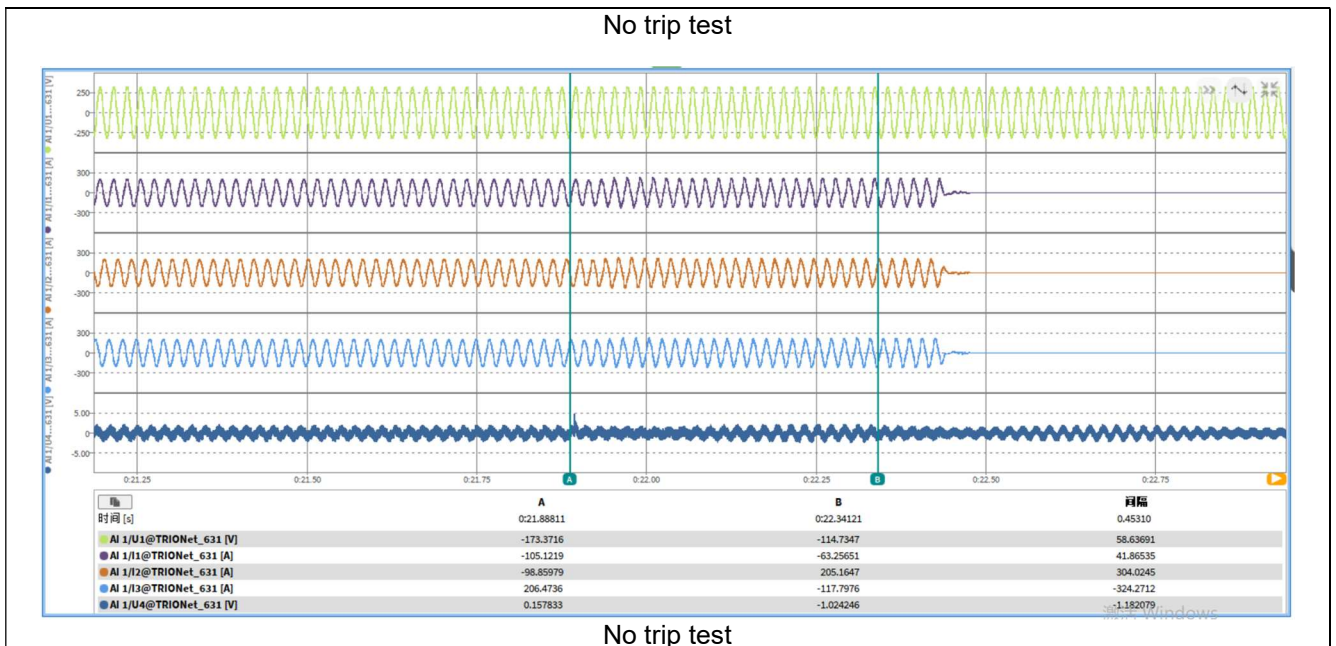 No trip test
AI 1/U1...631 [V]
250
0
-250
AI 1/I1...631 [A]
300
0
-300
AI 1/I2...631 [A]
300
0
-300
AI 1/I3...631 [A]
300
0
-300
AI 1/U4...631 [V]
5.00
0
-5.00
0:21.25 0:21.50 0:21.75 A 0:22.00 0:22.25 B 0:22.50 0:22.75
A B 间隔
时间 [s] 0:21.88811 0:22.34121 0.45310
AI 1/U1@TRIONet_631 [V] -173.3716 -114.7347 58.63691
AI 1/I1@TRIONet_631 [A] -105.1219 -63.25651 41.86535
AI 1/I2@TRIONet_631 [A] -98.85979 205.1647 304.0245
AI 1/I3@TRIONet_631 [A] 206.4736 -117.7976 -324.2712
AI 1/U4@TRIONet_631 [V] 0.157833 -1.024246 -1.182079
Windows
No trip test